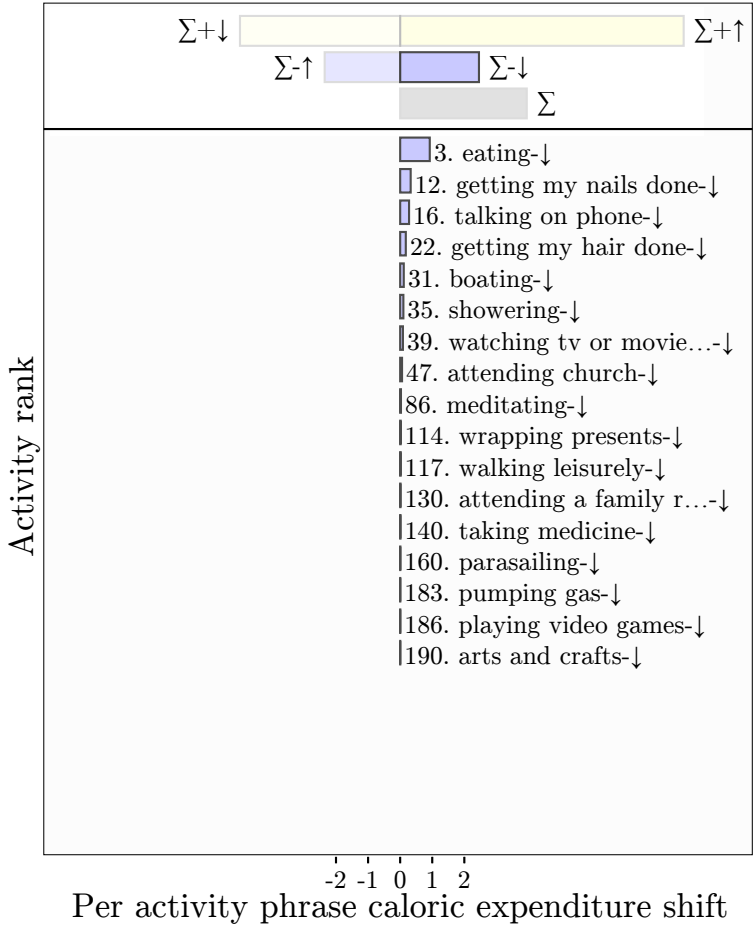 ∑+↓ ∑+↑
∑-↑ ∑-↓
∑
3. eating-↓
12. getting my nails done-↓
16. talking on phone-↓
22. getting my hair done-↓
31. boating-↓
35. showering-↓
39. watching tv or movie...-↓
47. attending church-↓
86. meditating-↓
114. wrapping presents-↓
117. walking leisurely-↓
130. attending a family r...-↓
140. taking medicine-↓
160. parasailing-↓
183. pumping gas-↓
186. playing video games-↓
190. arts and crafts-↓
Activity rank
-2 -1 0 1 2
Per activity phrase caloric expenditure shift